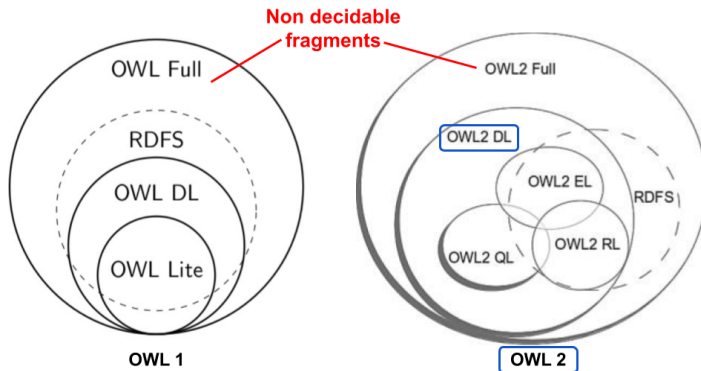 Non decidable
fragments
OWL Full
RDFS
OWL DL
OWL Lite
OWL 1
OWL2 Full
OWL2 DL
OWL2 EL
RDFS
OWL2 QL
OWL2 RL
OWL 2